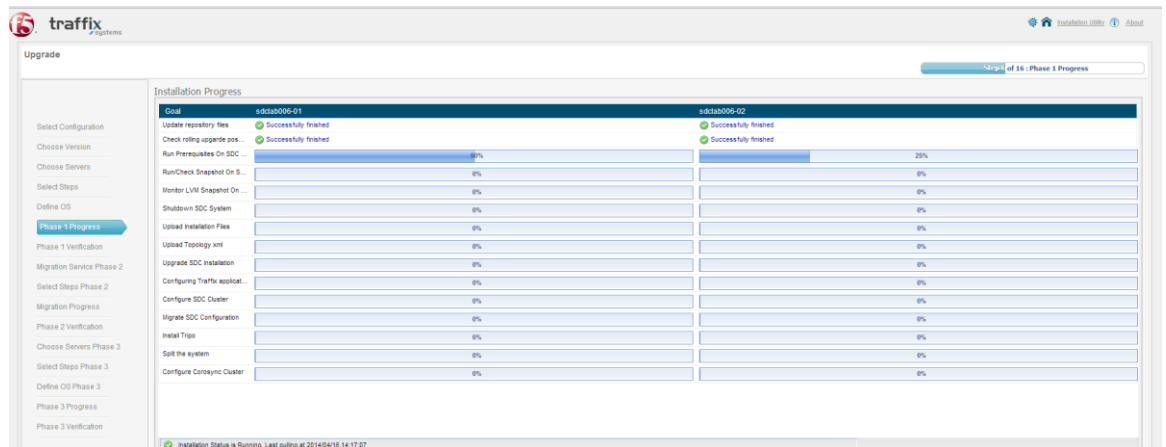 f5 traffix systems
Installation Utility About
Upgrade
of 16 : Phase 1 Progress
Installation Progress
Goal sdclab006-01 sdclab006-02
Update repository files Successfully finished Successfully finished
Check rolling upgarde pos... Successfully finished Successfully finished
Run Prerequisites On SDC ... 50% 25%
Run/Check Snapshot On S... 0% 0%
Monitor LVM Snapshot On ... 0% 0%
Shutdown SDC System 0% 0%
Upload Installation Files 0% 0%
Upload Topology xml 0% 0%
Upgrade SDC Installation 0% 0%
Configuring Traffix applicat... 0% 0%
Configure SDC Cluster 0% 0%
Migrate SDC Configuration 0% 0%
Install Trips 0% 0%
Split the system 0% 0%
Configure Corosync Cluster 0% 0%
Select Configuration
Choose Version
Choose Servers
Select Steps
Define OS
Phase 1 Progress
Phase 1 Verification
Migration Service Phase 2
Select Steps Phase 2
Migration Progress
Phase 2 Verification
Choose Servers Phase 3
Select Steps Phase 3
Define OS Phase 3
Phase 3 Progress
Phase 3 Verification
Installation Status is Running. Last pulling at 2014/04/16 14:17:07